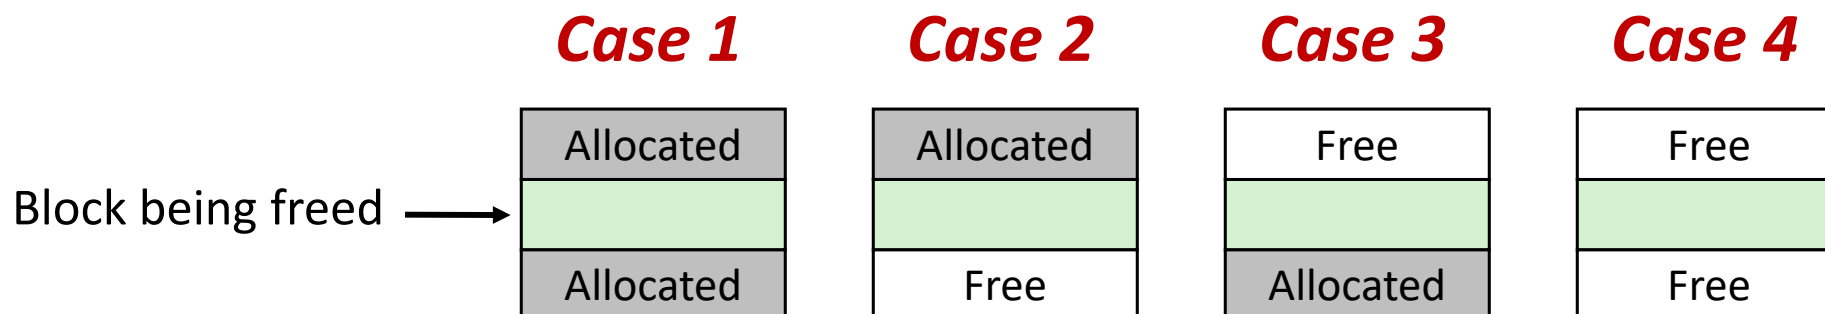 Case 1 Case 2 Case 3 Case 4
Allocated Allocated Free Free
Block being freed
Allocated Free Allocated Free